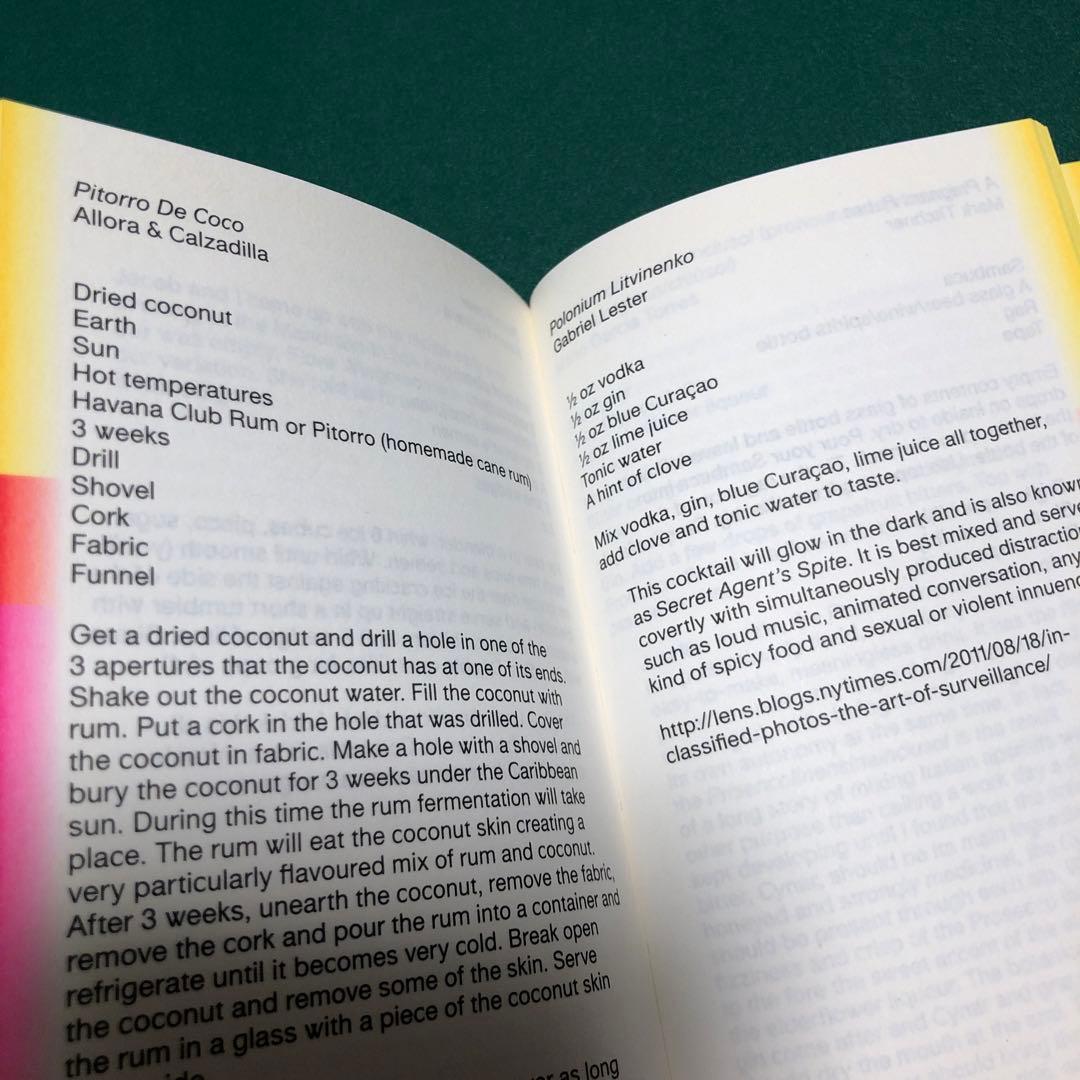 Pitorro De Coco
Allora & Calzadilla
Dried coconut
Earth
Sun
Hot temperatures
Havana Club Rum or Pitorro (homemade cane rum)
3 weeks
Drill
Shovel
Cork
Fabric
Funnel
Get a dried coconut and drill a hole in one of the
3 apertures that the coconut has at one of its ends.
Shake out the coconut water. Fill the coconut with
rum. Put a cork in the hole that was drilled. Cover
the coconut in fabric. Make a hole with a shovel and
bury the coconut for 3 weeks under the Caribbean
sun. During this time the rum fermentation will take
place. The rum will eat the coconut skin creating a
very particularly flavoured mix of rum and coconut.
After 3 weeks, unearth the coconut, remove the fabric,
remove the cork and pour the rum into a container and
refrigerate until it becomes very cold. Break open
the coconut and remove some of the skin. Serve
the rum in a glass with a piece of the coconut skin
as long
Polonium Litvinenko
Gabriel Lester
½ oz vodka
½ oz gin
½ oz blue Curaçao
½ oz lime juice
Tonic water
A hint of clove
Mix vodka, gin, blue Curaçao, lime juice all together,
add clove and tonic water to taste.
This cocktail will glow in the dark and is also known
as Secret Agent's Spite. It is best mixed and serve
covertly with simultaneously produced distractio
such as loud music, animated conversation, any
kind of spicy food and sexual or violent innuen
http://lens.blogs.nytimes.com/2011/08/18/in-
classified-photos-the-art-of-surveillance/